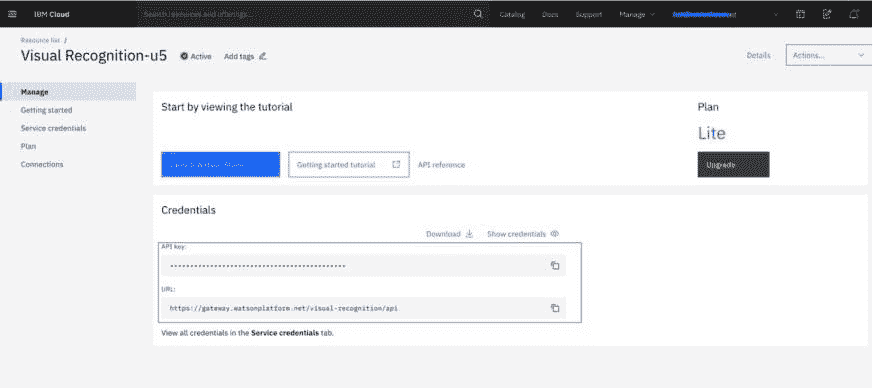 IBM Cloud
Search resources and offerings...
Catalog
Docs
Support
Manage
Resource list /
Visual Recognition-u5
Active
Add tags
Details
Actions...
Manage
Getting started
Service credentials
Plan
Connections
Start by viewing the tutorial
Getting started tutorial
API reference
Plan
Lite
Upgrade
Credentials
Download
Show credentials
API key:
URL:
https://gateway.watsonplatform.net/visual-recognition/api
View all credentials in the Service credentials tab.